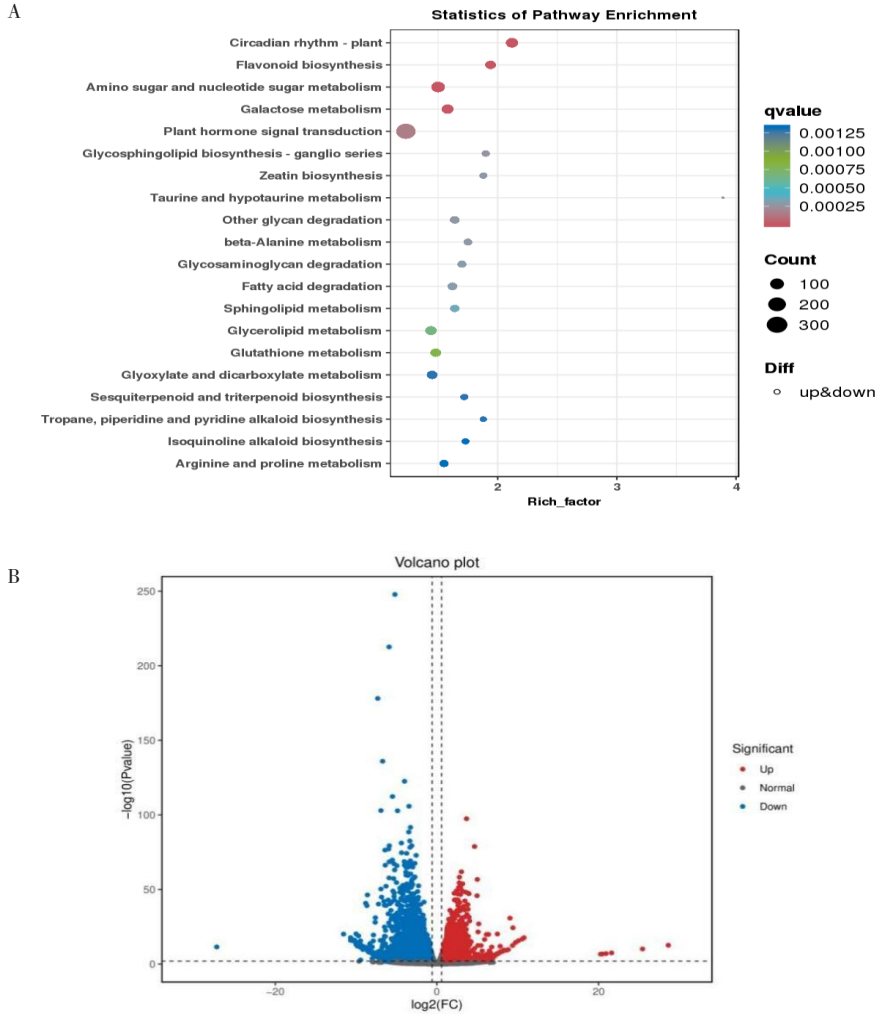 A
Statistics of Pathway Enrichment
Circadian rhythm - plant
Flavonoid biosynthesis
Amino sugar and nucleotide sugar metabolism
Galactose metabolism
Plant hormone signal transduction
Glycosphingolipid biosynthesis - ganglio series
Zeatin biosynthesis
Taurine and hypotaurine metabolism
Other glycan degradation
beta-Alanine metabolism
Glycosaminoglycan degradation
Fatty acid degradation
Sphingolipid metabolism
Glycerolipid metabolism
Glutathione metabolism
Glyoxylate and dicarboxylate metabolism
Sesquiterpenoid and triterpenoid biosynthesis
Tropane, piperidine and pyridine alkaloid biosynthesis
Isoquinoline alkaloid biosynthesis
Arginine and proline metabolism
2 3 4
Rich_factor
qvalue
0.00125
0.00100
0.00075
0.00050
0.00025
Count
100
200
300
Diff
up&down
B
Volcano plot
250
200
150
100
50
0
−log10(Pvalue)
−20 0 20
log2(FC)
Significant
Up
Normal
Down